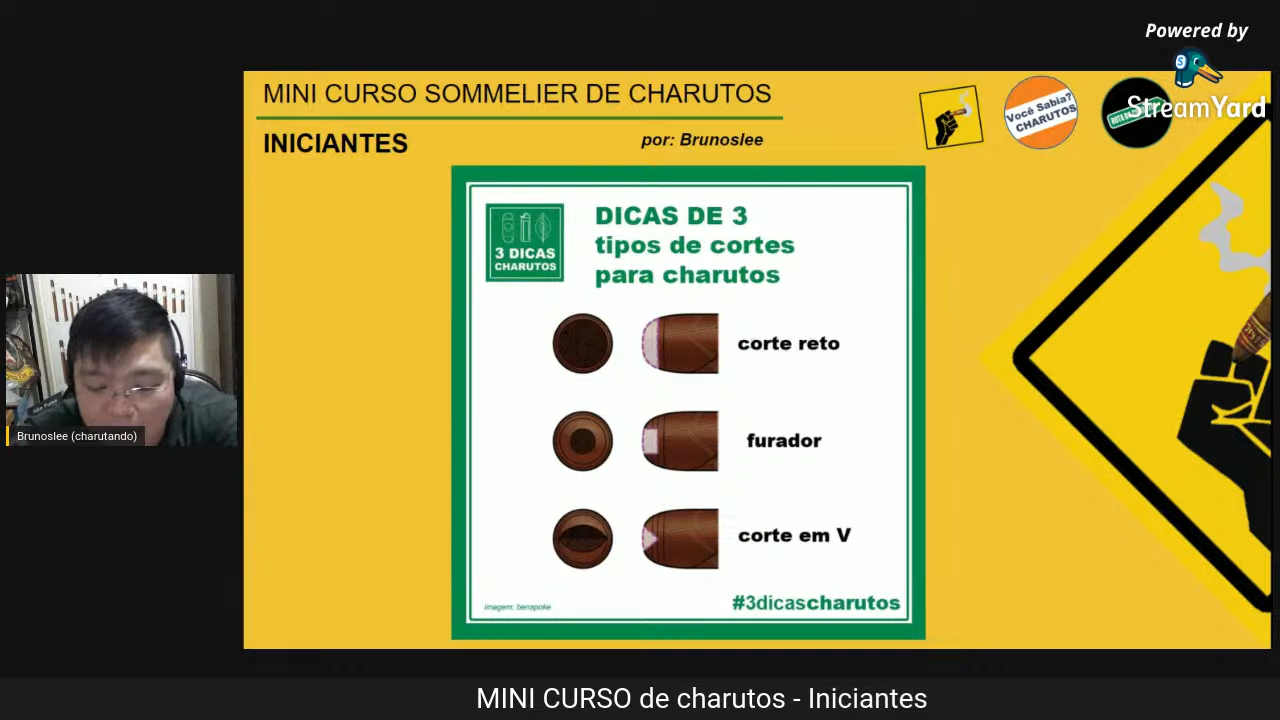 Powered by
StreamYard
MINI CURSO SOMMELIER DE CHARUTOS
INICIANTES
por: Brunoslee
Você Sabia?
CHARUTOS
3 DICAS
CHARUTOS
DICAS DE 3
tipos de cortes
para charutos
corte reto
furador
corte em V
imagem: benspoke
#3dicascharutos
Brunoslee (charutando)
MINI CURSO de charutos - Iniciantes